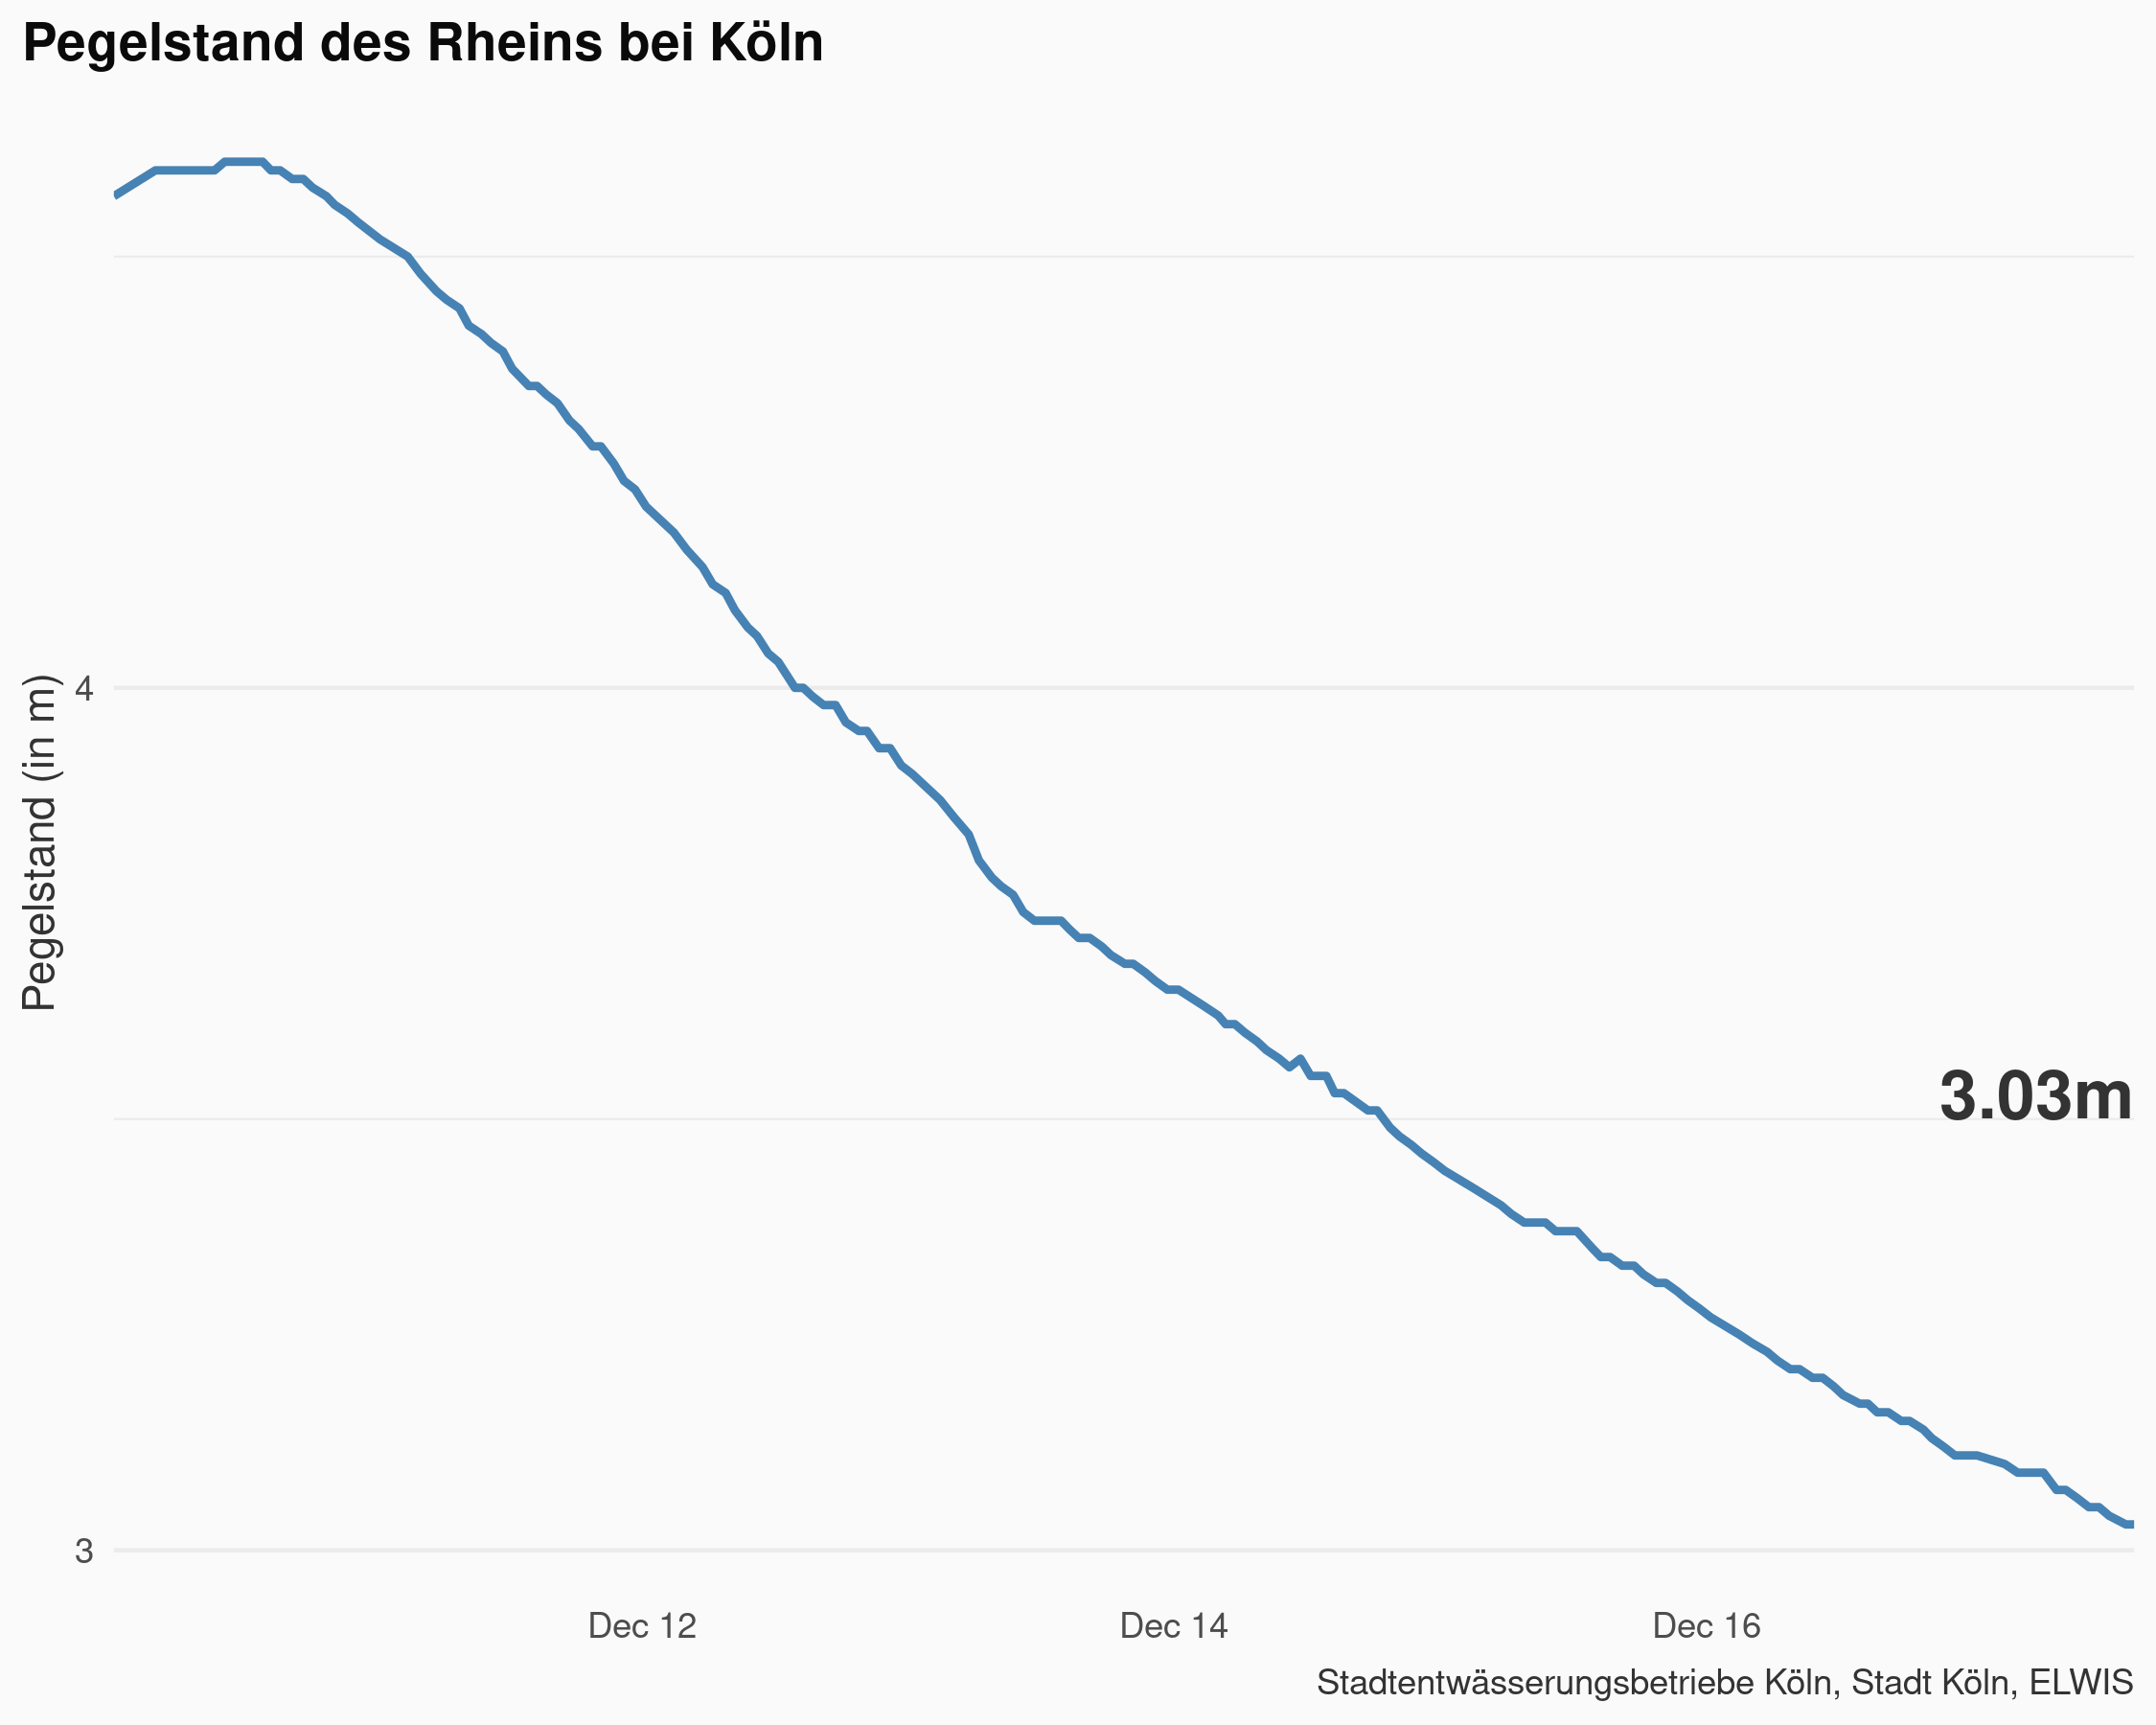 Pegelstand des Rheins bei Köln
Pegelstand (in m)
4
3.03m
3
Dec 12
Dec 14
Dec 16
Stadtentwässerungsbetriebe Köln, Stadt Köln, ELWIS